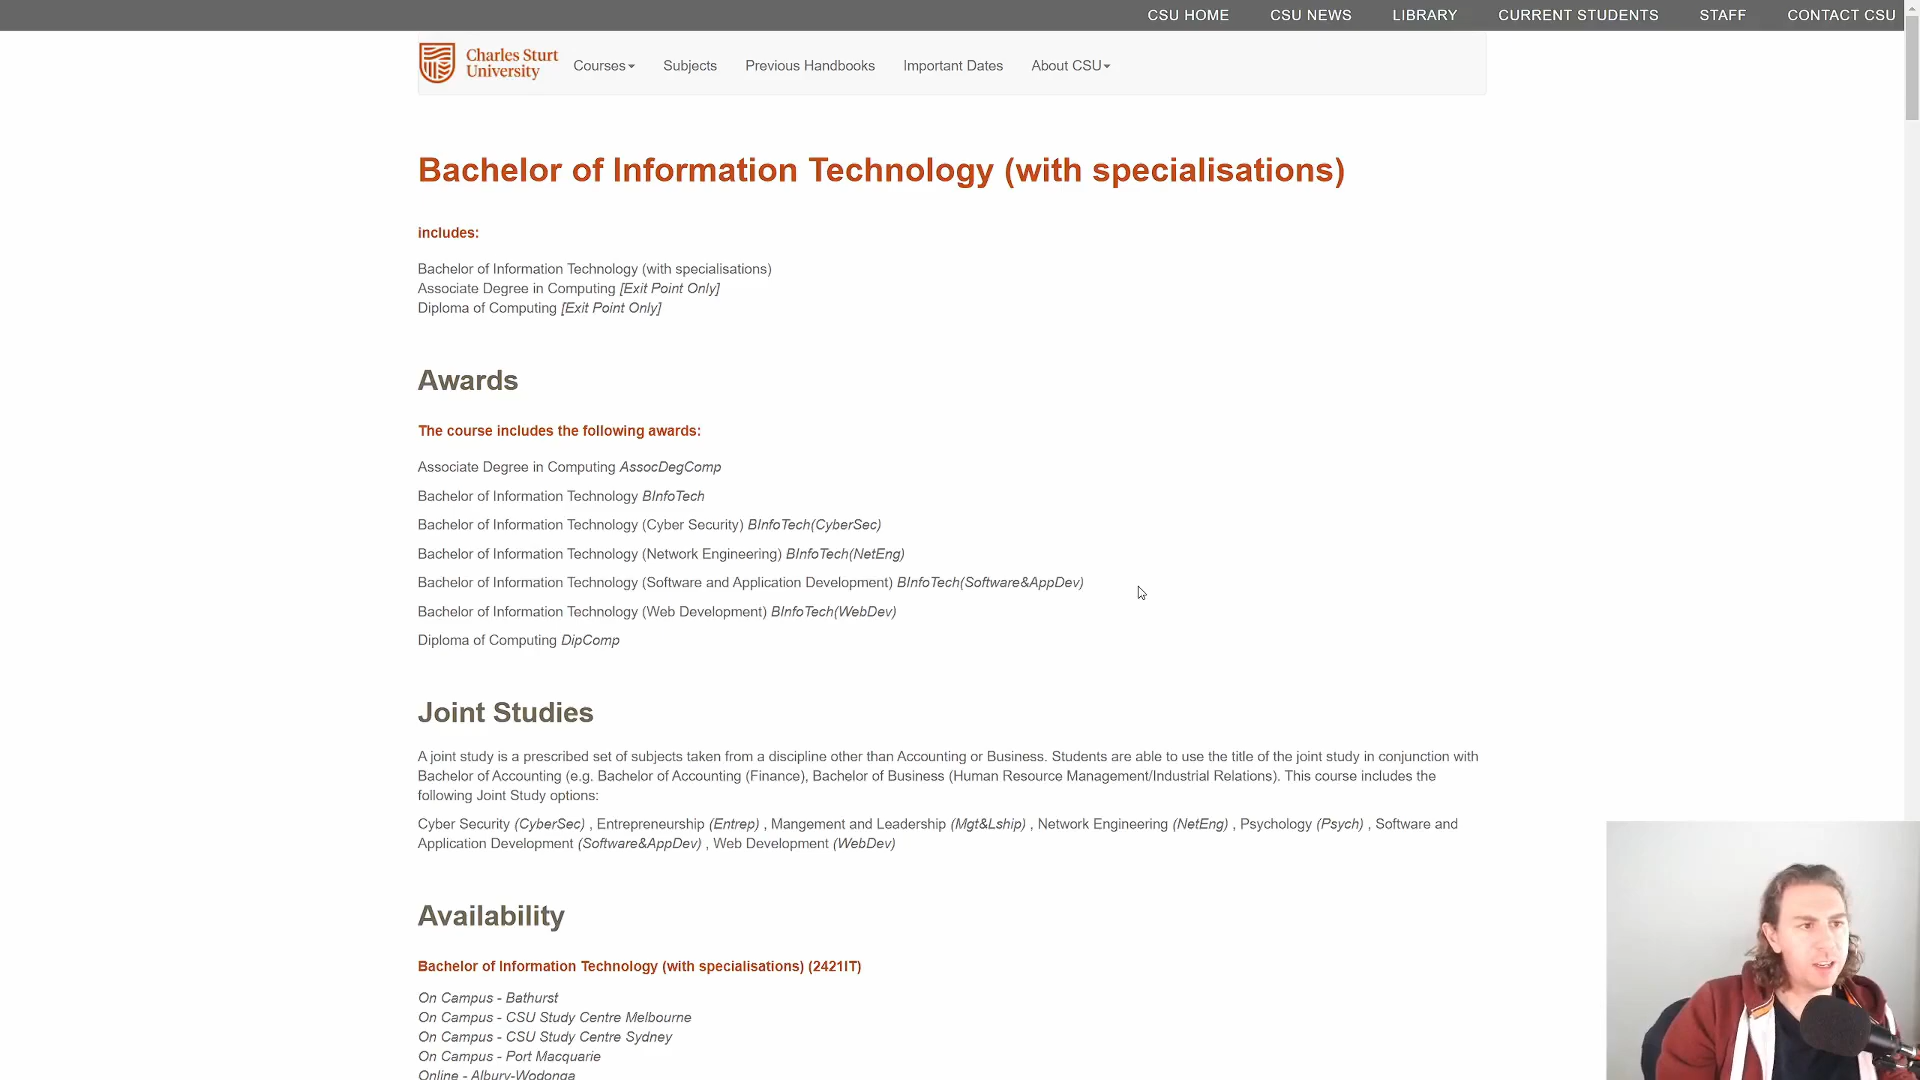 CSU HOME CSU NEWS LIBRARY CURRENT STUDENTS STAFF CONTACT CSU
Charles Sturt
University
Courses Subjects Previous Handbooks Important Dates About CSU
Bachelor of Information Technology (with specialisations)
includes:
Bachelor of Information Technology (with specialisations)
Associate Degree in Computing [Exit Point Only]
Diploma of Computing [Exit Point Only]
Awards
The course includes the following awards:
Associate Degree in Computing AssocDegComp
Bachelor of Information Technology BInfoTech
Bachelor of Information Technology (Cyber Security) BInfoTech(CyberSec)
Bachelor of Information Technology (Network Engineering) BInfoTech(NetEng)
Bachelor of Information Technology (Software and Application Development) BInfoTech(Software&AppDev)
Bachelor of Information Technology (Web Development) BInfoTech(WebDev)
Diploma of Computing DipComp
Joint Studies
A joint study is a prescribed set of subjects taken from a discipline other than Accounting or Business. Students are able to use the title of the joint study in conjunction with
Bachelor of Accounting (e.g. Bachelor of Accounting (Finance), Bachelor of Business (Human Resource Management/Industrial Relations). This course includes the
following Joint Study options:
Cyber Security (CyberSec) , Entrepreneurship (Entrep) , Mangement and Leadership (Mgt&Lship) , Network Engineering (NetEng) , Psychology (Psych) , Software and
Application Development (Software&AppDev) , Web Development (WebDev)
Availability
Bachelor of Information Technology (with specialisations) (2421IT)
On Campus - Bathurst
On Campus - CSU Study Centre Melbourne
On Campus - CSU Study Centre Sydney
On Campus - Port Macquarie
Online - Albury-Wodonga